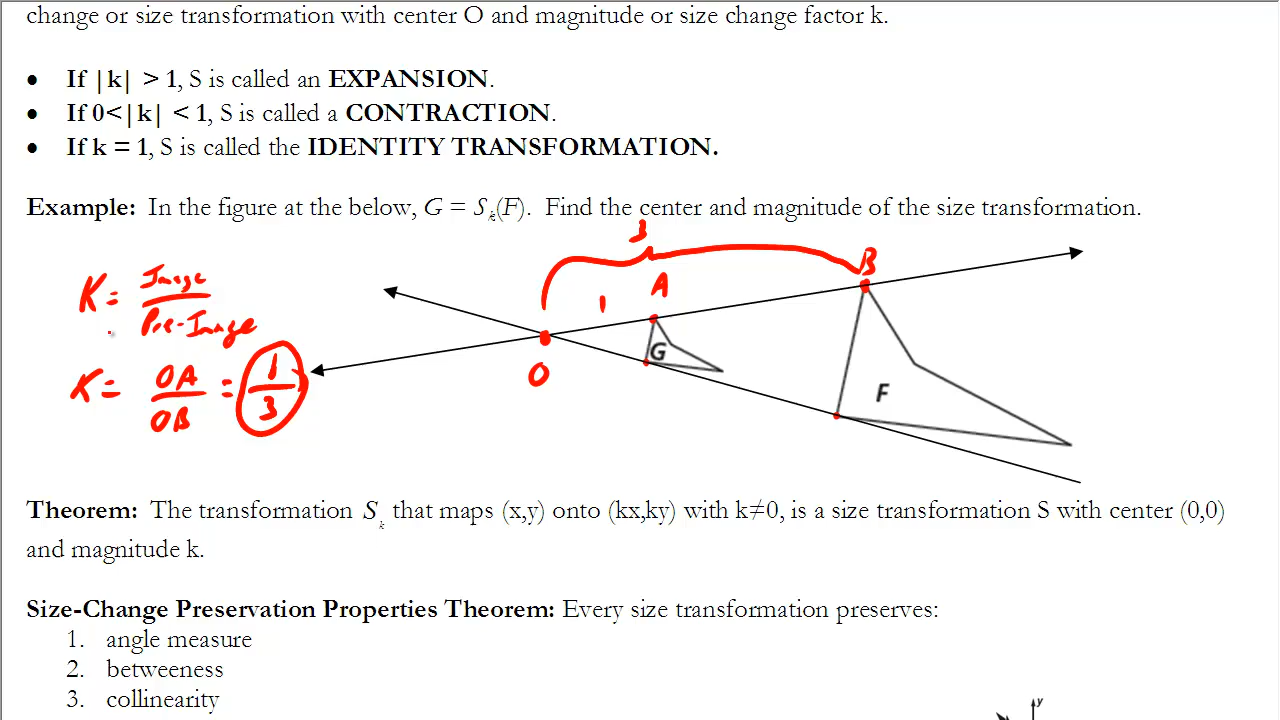 change or size transformation with center O and magnitude or size change factor k.
• If |k| > 1, S is called an EXPANSION.
• If 0<|k| < 1, S is called a CONTRACTION.
• If k = 1, S is called the IDENTITY TRANSFORMATION.
Example: In the figure at the below, G = Sk(F). Find the center and magnitude of the size transformation.
3
K = Image / Pre-Image
1 A B
G
O
K = OA / OB = 1 / 3
F
Theorem: The transformation Sk that maps (x,y) onto (kx,ky) with k≠0, is a size transformation S with center (0,0)
and magnitude k.
Size-Change Preservation Properties Theorem: Every size transformation preserves:
1. angle measure
2. betweeness
3. collinearity
y